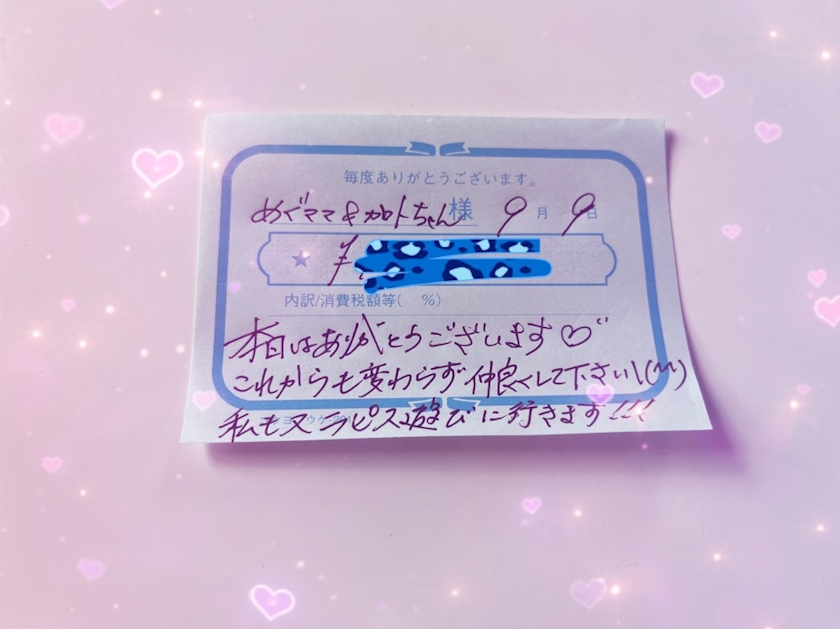 毎度ありがとうございます。
めぐママ&加トちゃん様 9月9日
★ ¥
内訳/消費税額等( %)
本日はありがとうございます♡
これからも変わらず仲良くして下さい!(^^)
私も又ラピス遊びに行きます!!!